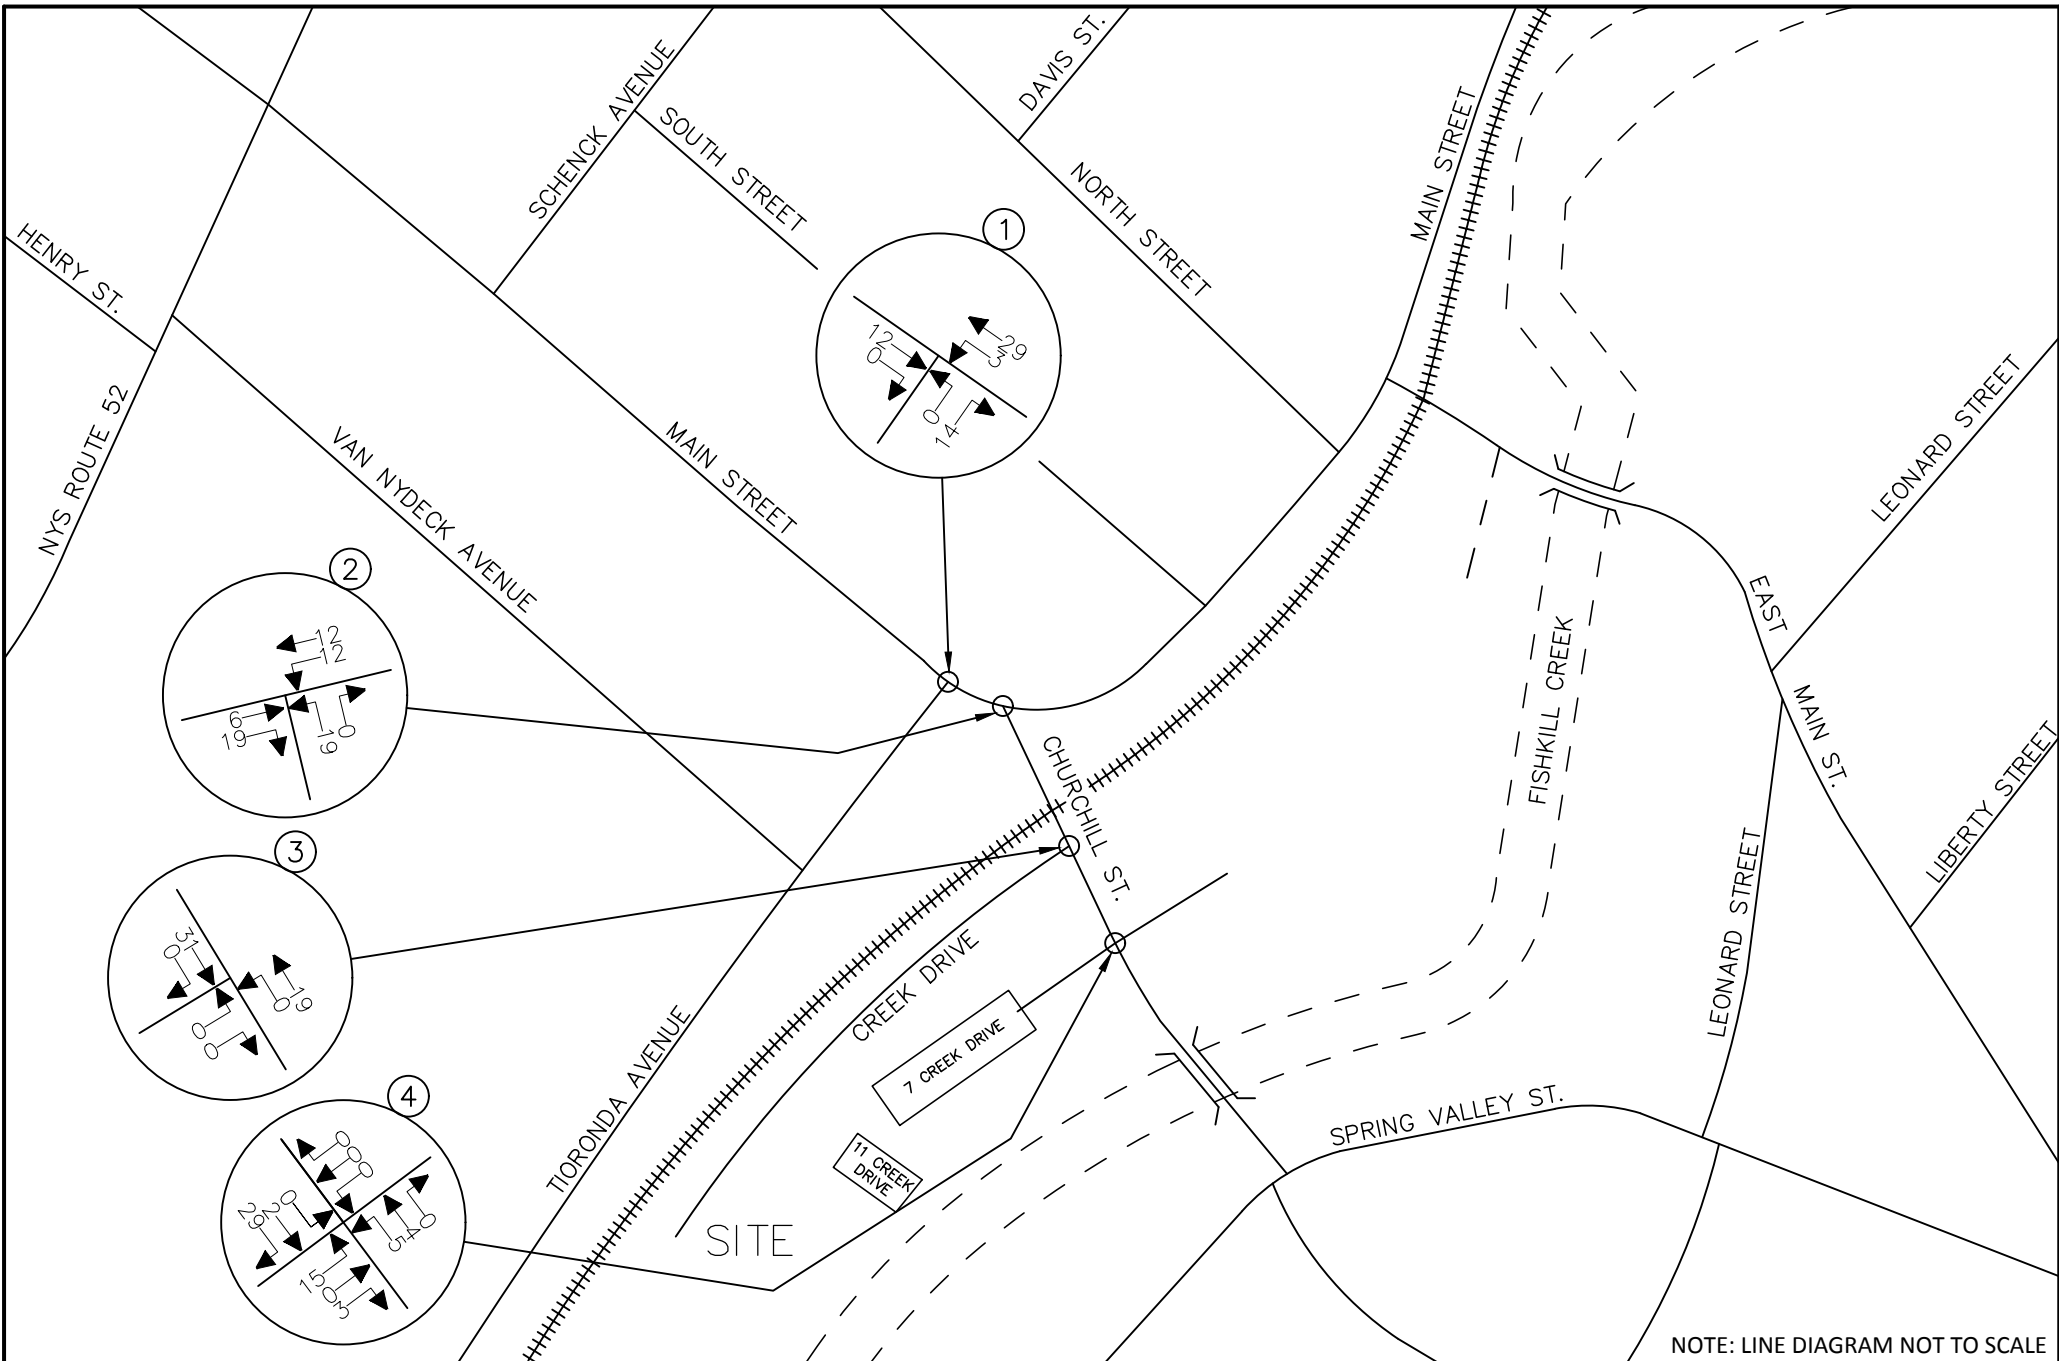 DAVIS ST.
SCHENCK AVENUE
SOUTH STREET
MAIN STREET
NORTH STREET
HENRY ST.
1
29
3
12
0
0
14
LEONARD STREET
NYS ROUTE 52
VAN NYDECK AVENUE
MAIN STREET
2
12
12
6
19
19
0
EAST
MAIN ST.
FISHKILL CREEK
LIBERTY STREET
CHURCHILL ST.
3
31
0
19
0
0
0
LEONARD STREET
CREEK DRIVE
7 CREEK DRIVE
TIORONDA AVENUE
4
0
0
0
0
2
29
0
4
5
15
0
3
11 CREEK
DRIVE
SPRING VALLEY ST.
SITE
NOTE: LINE DIAGRAM NOT TO SCALE